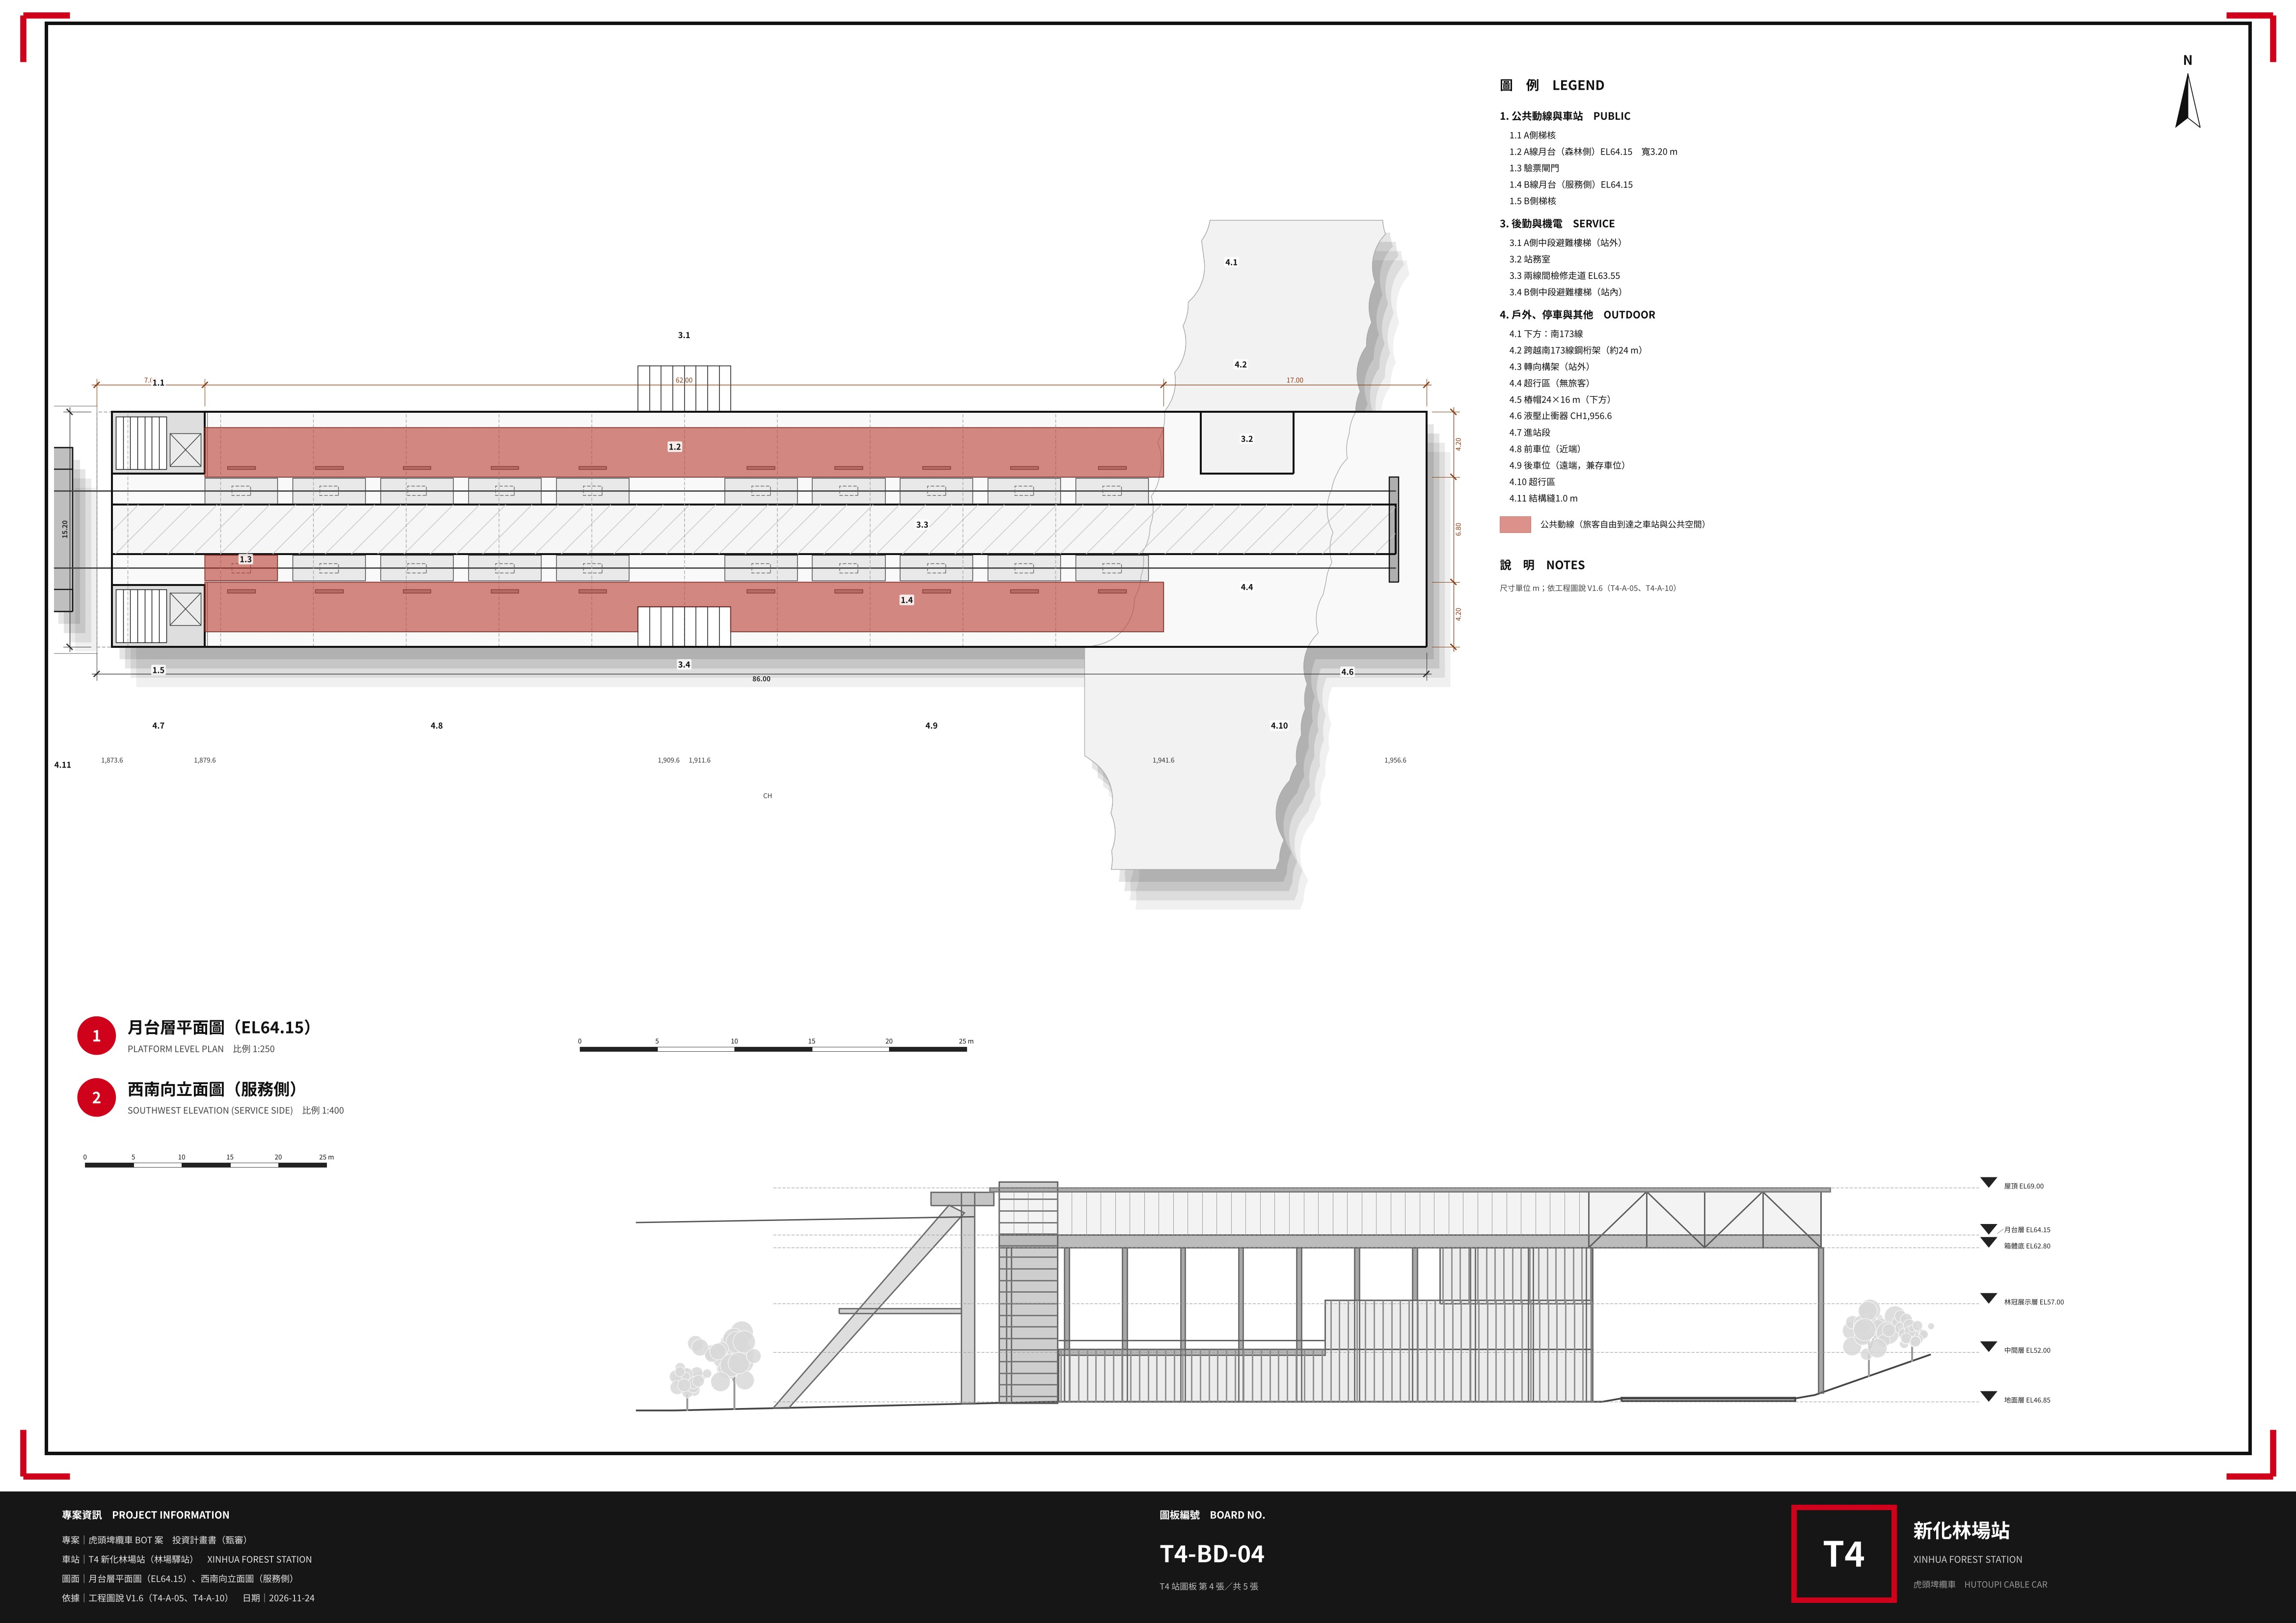 N
圖 例 LEGEND
1. 公共動線與車站 PUBLIC
1.1 A側梯核
1.2 A線月台（森林側）EL64.15 寬3.20 m
1.3 驗票閘門
1.4 B線月台（服務側）EL64.15
1.5 B側梯核
3. 後勤與機電 SERVICE
3.1 A側中段避難樓梯（站外）
3.2 站務室
3.3 兩線間檢修走道 EL63.55
3.4 B側中段避難樓梯（站內）
4. 戶外、停車與其他 OUTDOOR
4.1 下方：南173線
4.2 跨越南173線鋼桁架（約24 m）
4.3 轉向構架（站外）
4.4 超行區（無旅客）
4.5 樁帽24×16 m（下方）
4.6 液壓止衝器 CH1,956.6
4.7 進站段
4.8 前車位（近端）
4.9 後車位（遠端，兼存車位）
4.10 超行區
4.11 結構縫1.0 m
公共動線（旅客自由到達之車站與公共空間）
說 明 NOTES
尺寸單位 m；依工程圖說 V1.6（T4-A-05、T4-A-10）
4.1
3.1
4.2
1.1
62.00
17.00
1.2
3.2
4.20
15.20
3.3
6.80
1.3
4.4
1.4
4.20
1.5
3.4
4.6
86.00
4.7
4.8
4.9
4.10
4.11
1,873.6
1,879.6
1,909.6
1,911.6
1,941.6
1,956.6
CH
1
月台層平面圖（EL64.15）
PLATFORM LEVEL PLAN 比例 1:250
0 5 10 15 20 25 m
2
西南向立面圖（服務側）
SOUTHWEST ELEVATION (SERVICE SIDE) 比例 1:400
0 5 10 15 20 25 m
屋頂 EL69.00
月台層 EL64.15
箱體底 EL62.80
林冠展示層 EL57.00
中間層 EL52.00
地面層 EL46.85
專案資訊 PROJECT INFORMATION
專案｜虎頭埤纜車 BOT 案 投資計畫書（甄審）
車站｜T4 新化林場站（林場驛站） XINHUA FOREST STATION
圖面｜月台層平面圖（EL64.15）、西南向立面圖（服務側）
依據｜工程圖說 V1.6（T4-A-05、T4-A-10） 日期｜2026-11-24
圖板編號 BOARD NO.
T4-BD-04
T4 站圖板 第 4 張／共 5 張
T4
新化林場站
XINHUA FOREST STATION
虎頭埤纜車 HUTOUPI CABLE CAR